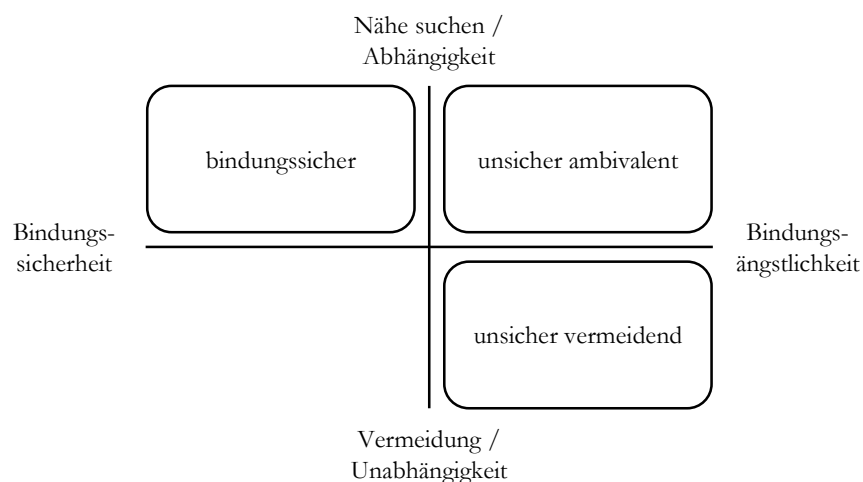 Nähe suchen /
Abhängigkeit
bindungssicher
unsicher ambivalent
Bindungs-
sicherheit
Bindungs-
ängstlichkeit
unsicher vermeidend
Vermeidung /
Unabhängigkeit